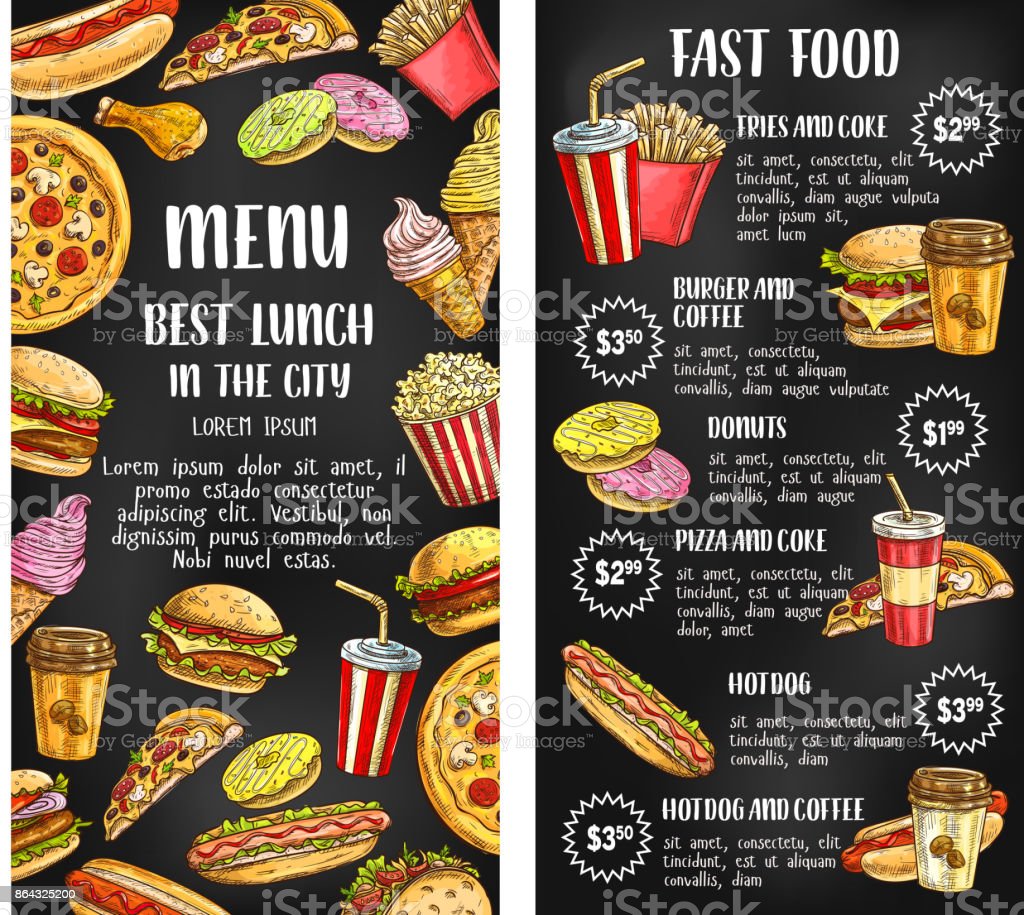 MENU
BEST LUNCH
IN THE CITY
LOREM IPSUM
Lorem ipsum dolor sit amet, il
promo estado consectetur
adipiscing elit. Vestibul, non
dignissim purus commodo vel.
Nobi nuvel estas.
FAST FOOD
FRIES AND COKE
$2.99
sit amet, consectetu, elit
tincidunt, est ut aliquam
convallis, diam augue vulputa
dolor ipsum sit,
amet lucm
BURGER AND
COFFEE
$3.50
sit amet, consectetu,
tincidunt, est ut aliquam
convallis, diam augue vulputate
DONUTS
$1.99
sit amet, consectetu, elit
tincidunt, est ut aliquam
convallis, diam augue
PIZZA AND COKE
$2.99
sit amet, consectetu, elit
tincidunt, est ut aliquam
convallis, diam augue
dolor, amet
HOTDOG
$3.99
sit amet, consectetu, elit
tincidunt, est ut aliquam
convallis, diam
HOTDOG AND COFFEE
$3.50
sit amet, consectetu, elit
tincidunt, est ut aliquam
convallis, diam
iStock
by Getty Images™
864325200